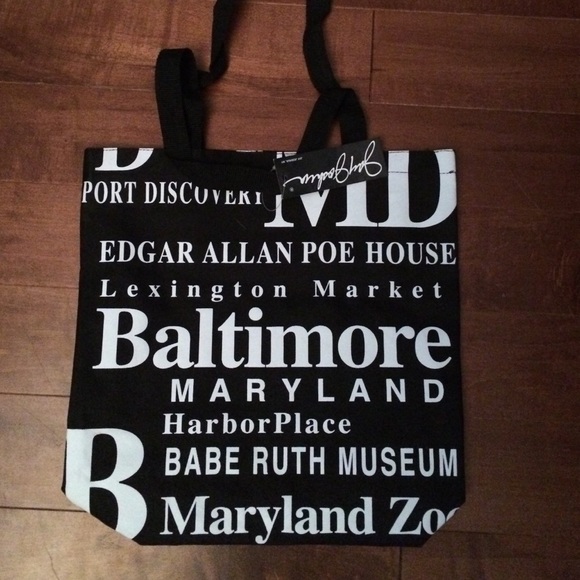 B
MD
PORT DISCOVERY
EDGAR ALLAN POE HOUSE
Lexington Market
Baltimore
MARYLAND
HarborPlace
BABE RUTH MUSEUM
B
Maryland Zoo